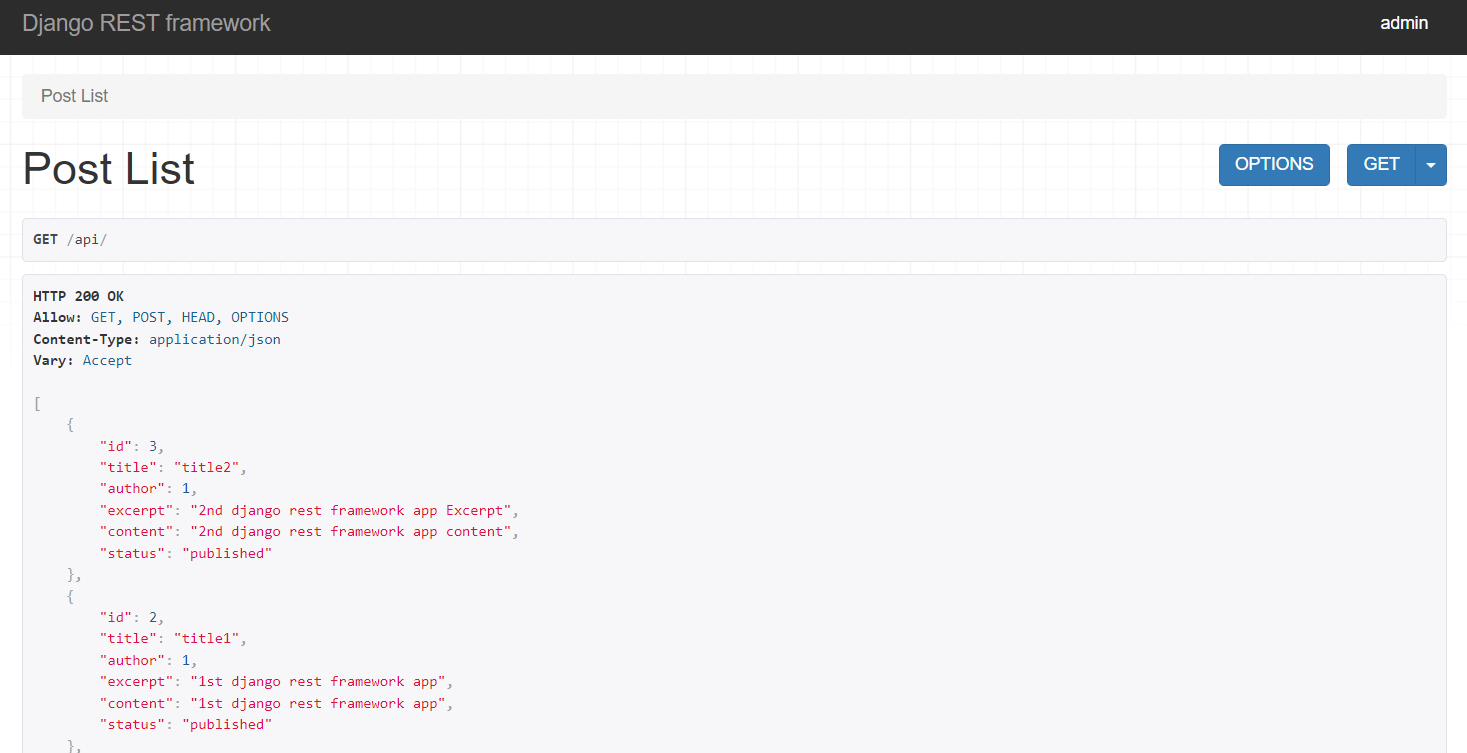 Django REST framework
admin
Post List
Post List
OPTIONS
GET
GET /api/
HTTP 200 OK
Allow: GET, POST, HEAD, OPTIONS
Content-Type: application/json
Vary: Accept
[
    {
        "id": 3,
        "title": "title2",
        "author": 1,
        "excerpt": "2nd django rest framework app Excerpt",
        "content": "2nd django rest framework app content",
        "status": "published"
    },
    {
        "id": 2,
        "title": "title1",
        "author": 1,
        "excerpt": "1st django rest framework app",
        "content": "1st django rest framework app",
        "status": "published"
    },